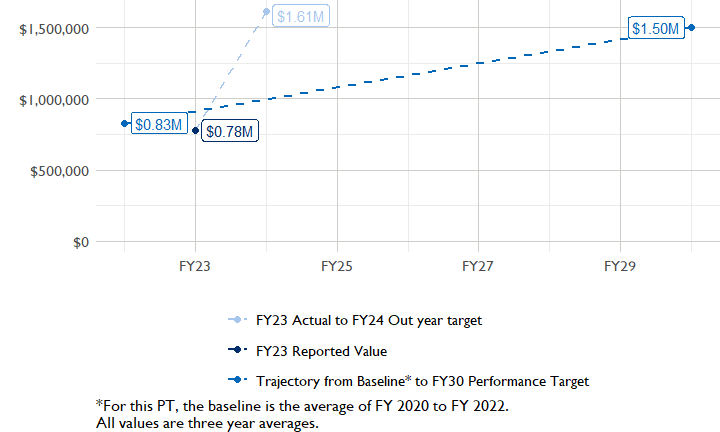 $1.61M
$1,500,000
$1.50M
$1,000,000
$0.83M
$0.78M
$500,000
$0
FY23 FY25 FY27 FY29
FY23 Actual to FY24 Out year target
FY23 Reported Value
Trajectory from Baseline* to FY30 Performance Target
*For this PT, the baseline is the average of FY 2020 to FY 2022.
All values are three year averages.